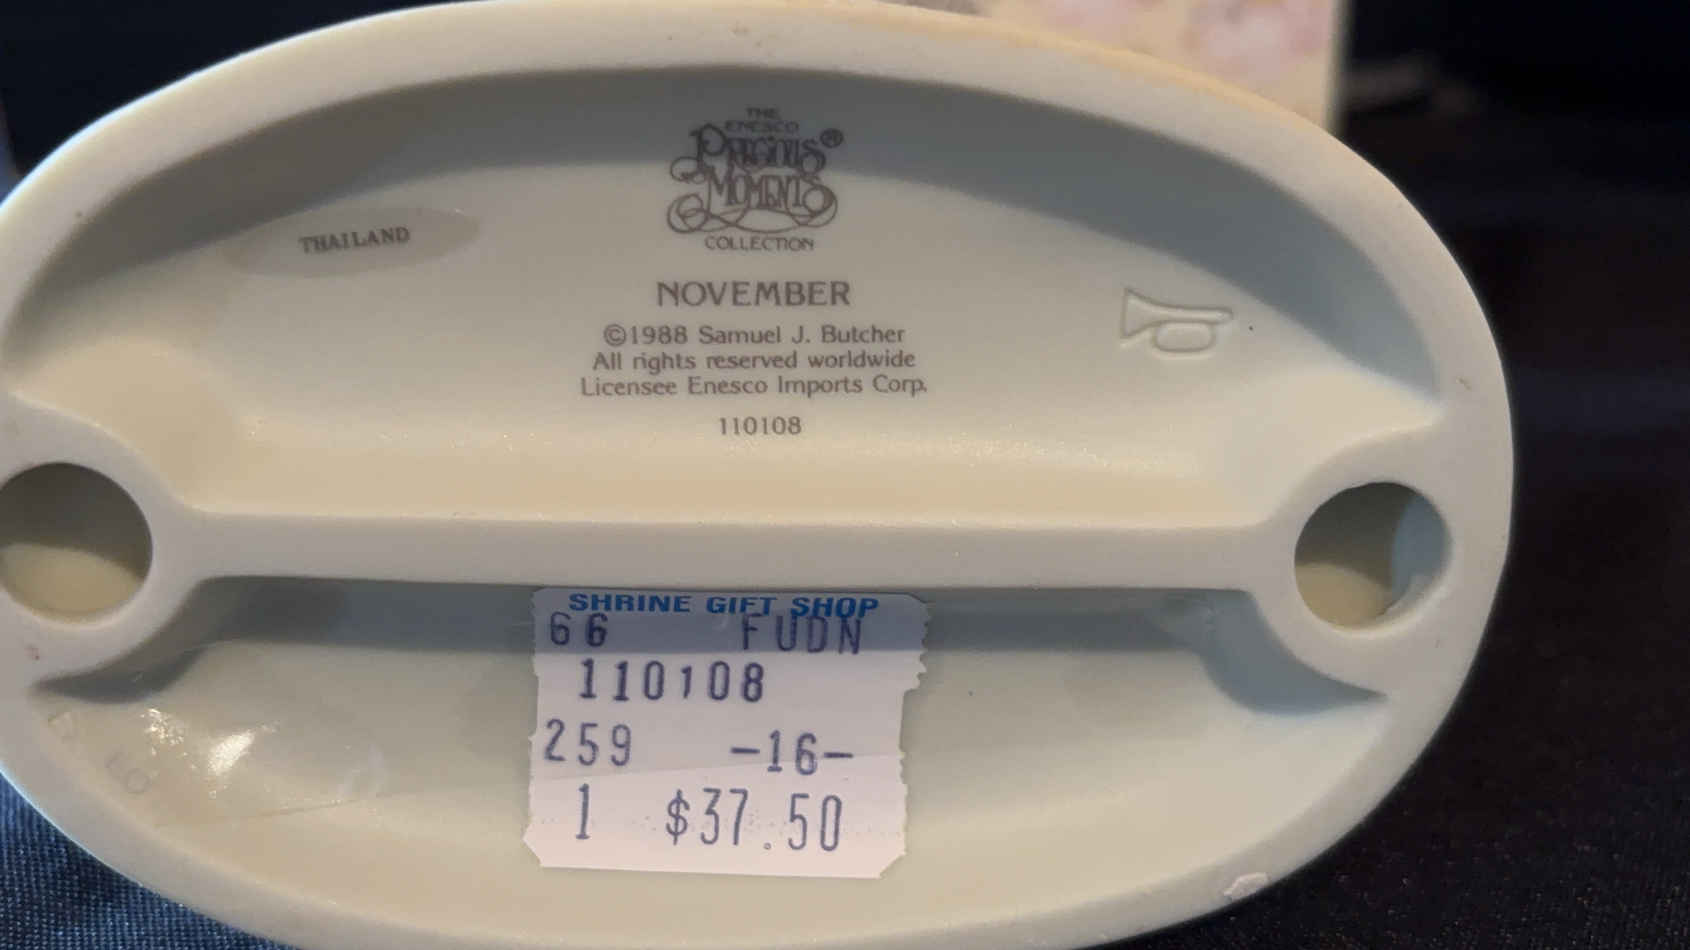 THE
ENESCO
PRECIOUS®
MOMENTS
COLLECTION
THAILAND
NOVEMBER
©1988 Samuel J. Butcher
All rights reserved worldwide
Licensee Enesco Imports Corp.
110108
SHRINE GIFT SHOP
66 FUDN
110108
259 -16-
1 $37.50